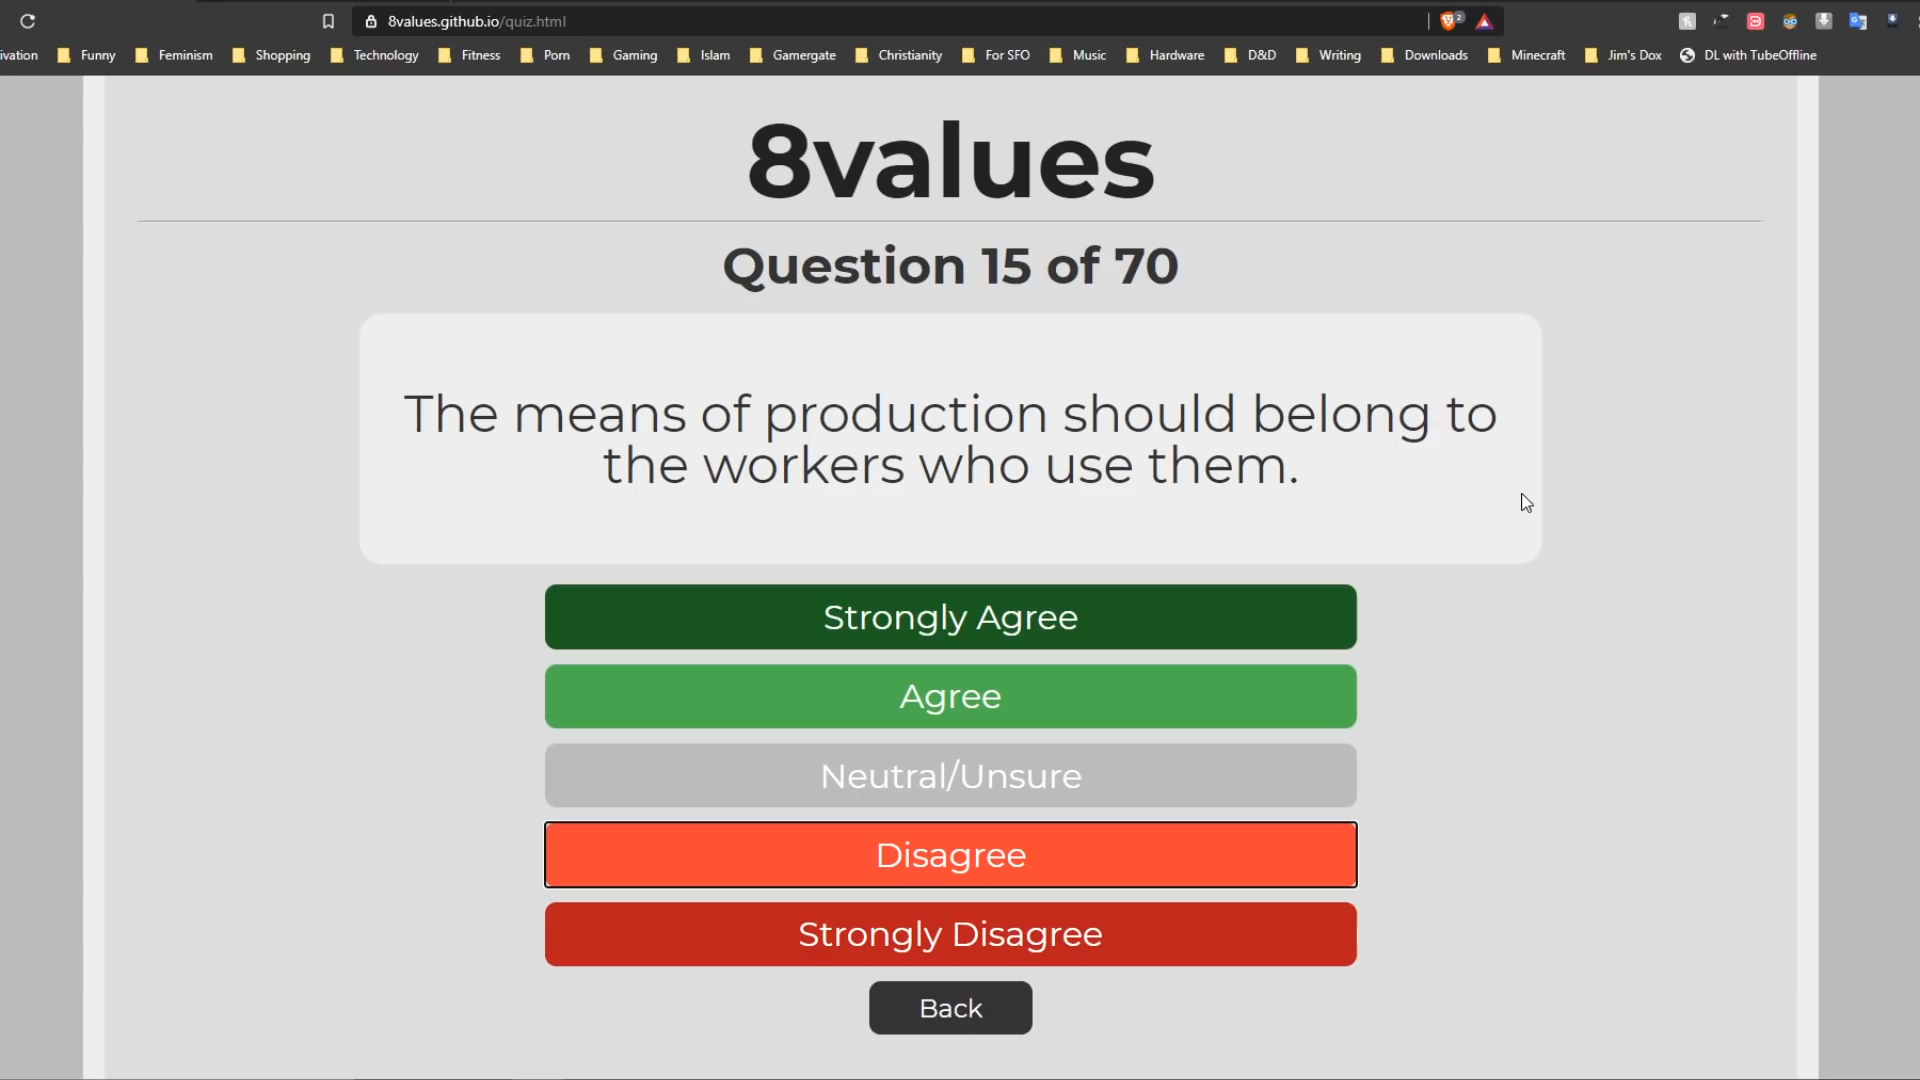 8values.github.io/quiz.html
2
ivation Funny Feminism Shopping Technology Fitness Porn Gaming Islam Gamergate Christianity For SFO Music Hardware D&D Writing Downloads Minecraft Jim's Dox DL with TubeOffline
8values
Question 15 of 70
The means of production should belong to
the workers who use them.
Strongly Agree
Agree
Neutral/Unsure
Disagree
Strongly Disagree
Back